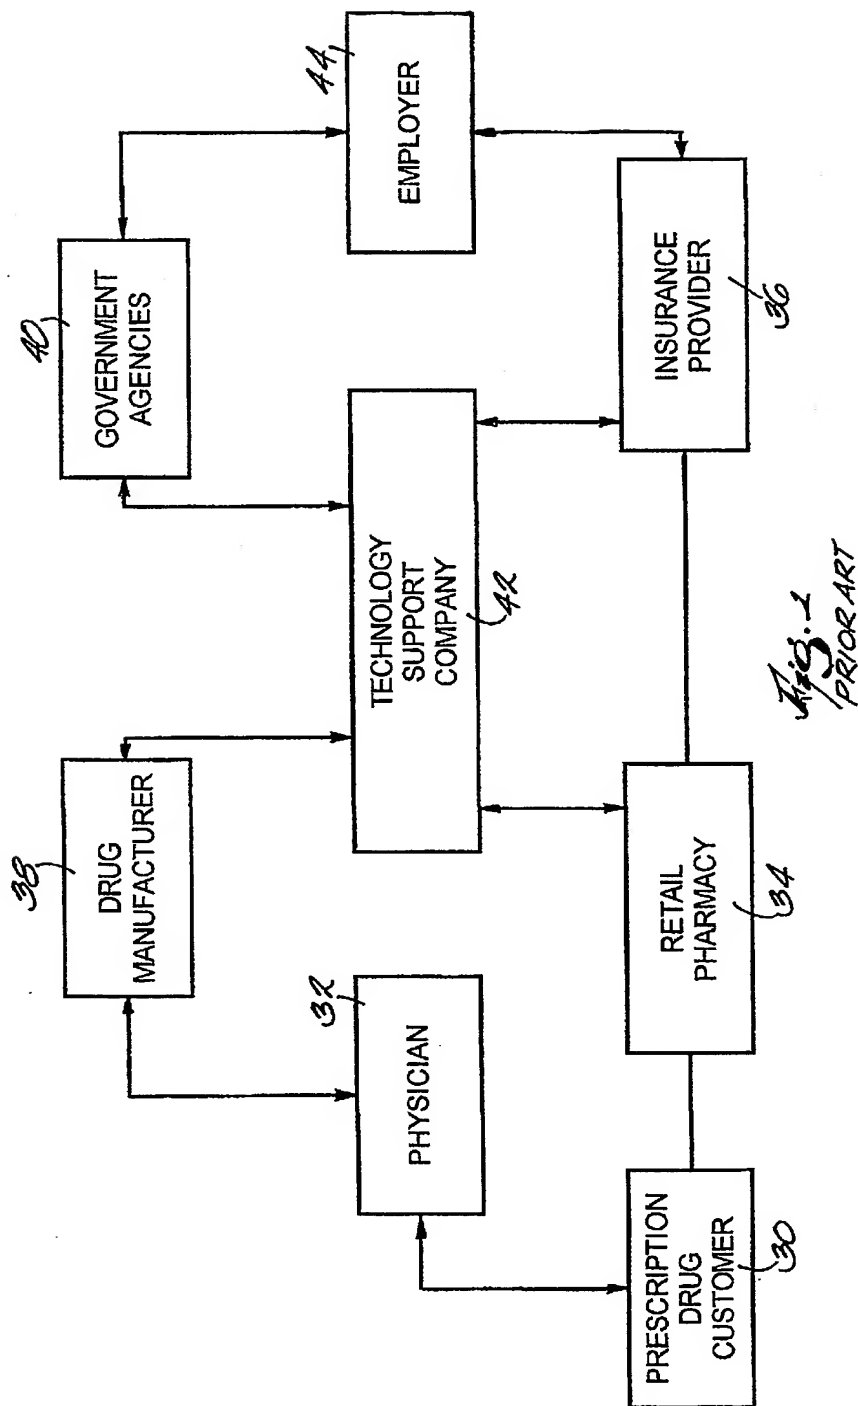 38
DRUG
MANUFACTURER
40
GOVERNMENT
AGENCIES
32
PHYSICIAN
TECHNOLOGY
SUPPORT
COMPANY
42
44
EMPLOYER
PRESCRIPTION
DRUG
CUSTOMER
30
RETAIL
PHARMACY
34
INSURANCE
PROVIDER
36
Fig. 1
PRIOR ART